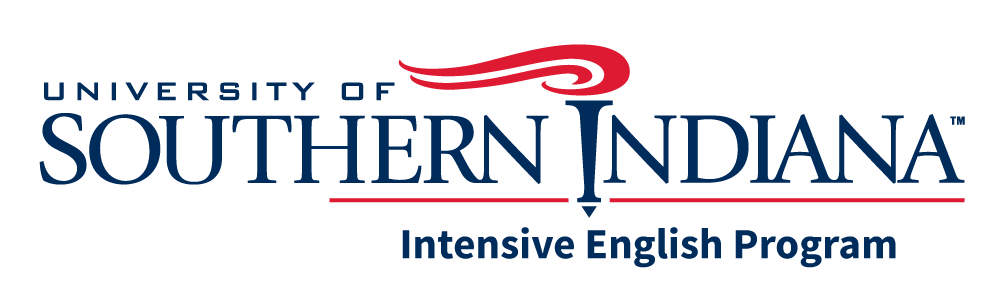 UNIVERSITY OF
SOUTHERN INDIANA™
Intensive English Program